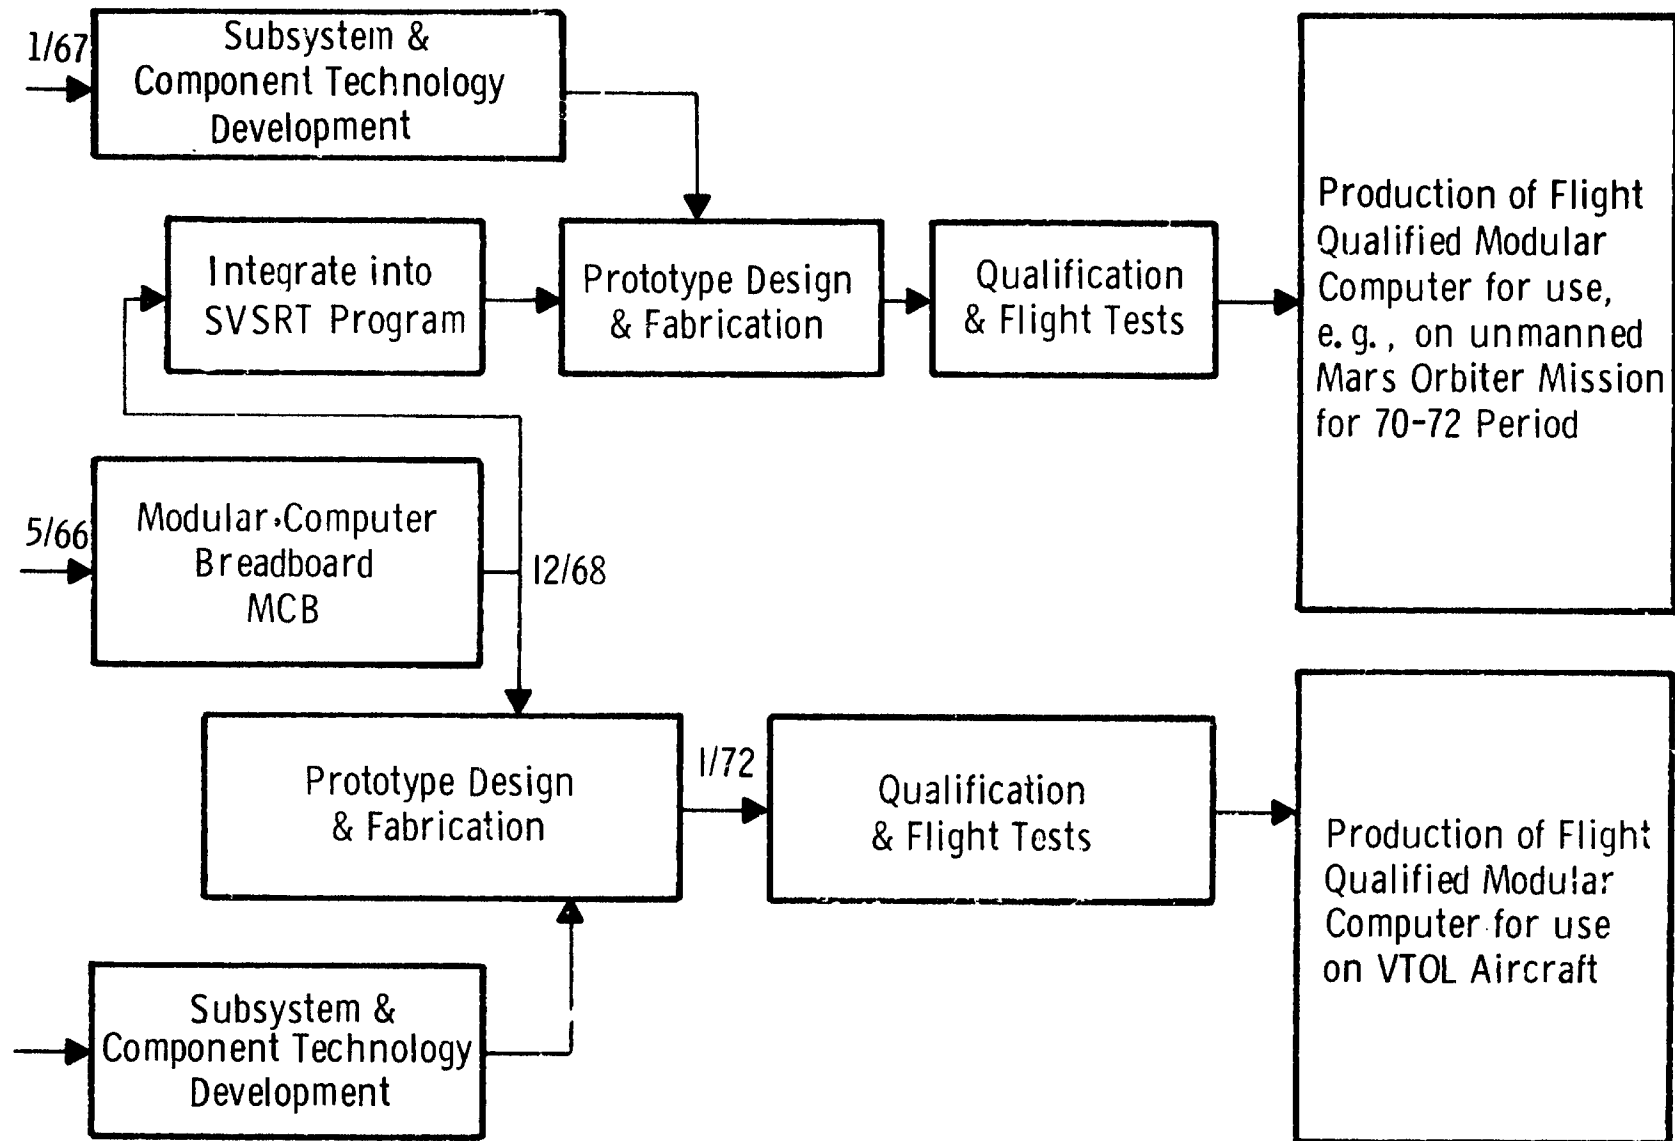 1/67
Subsystem &
Component Technology
Development
Integrate into
SVSRT Program
Prototype Design
& Fabrication
Qualification
& Flight Tests
Production of Flight
Qualified Modular
Computer for use,
e.g., on unmanned
Mars Orbiter Mission
for 70-72 Period
5/66
Modular Computer
Breadboard
MCB
12/68
Prototype Design
& Fabrication
1/72
Qualification
& Flight Tests
Production of Flight
Qualified Modular
Computer for use
on VTOL Aircraft
Subsystem &
Component Technology
Development